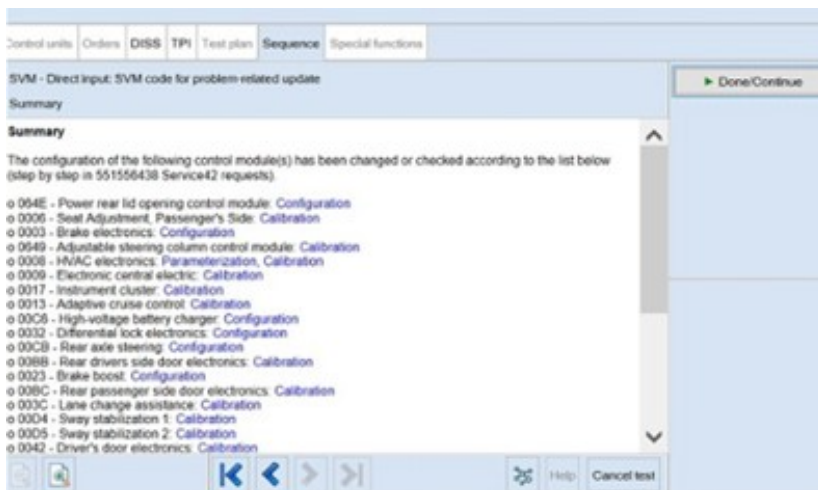 Control units Orders DISS TPI Test plan Sequence Special functions
SVM - Direct input: SVM code for problem-related update
Done/Continue
Summary
Summary
The configuration of the following control module(s) has been changed or checked according to the list below
(step by step in 551556438 Service42 requests).
o 064E - Power rear lid opening control module: Configuration
o 0006 - Seat Adjustment, Passenger's Side: Calibration
o 0003 - Brake electronics: Configuration
o 0649 - Adjustable steering column control module: Calibration
o 0008 - HVAC electronics: Parameterization, Calibration
o 0009 - Electronic central electric: Calibration
o 0017 - Instrument cluster: Calibration
o 0013 - Adaptive cruise control: Calibration
o 00C6 - High-voltage battery charger: Configuration
o 0032 - Differential lock electronics: Configuration
o 00CB - Rear axle steering: Configuration
o 00BB - Rear drivers side door electronics: Calibration
o 0023 - Brake boost: Configuration
o 00BC - Rear passenger side door electronics: Calibration
o 003C - Lane change assistance: Calibration
o 00D4 - Sway stabilization 1: Calibration
o 00D5 - Sway stabilization 2: Calibration
o 0042 - Driver's door electronics: Calibration
Help Cancel test